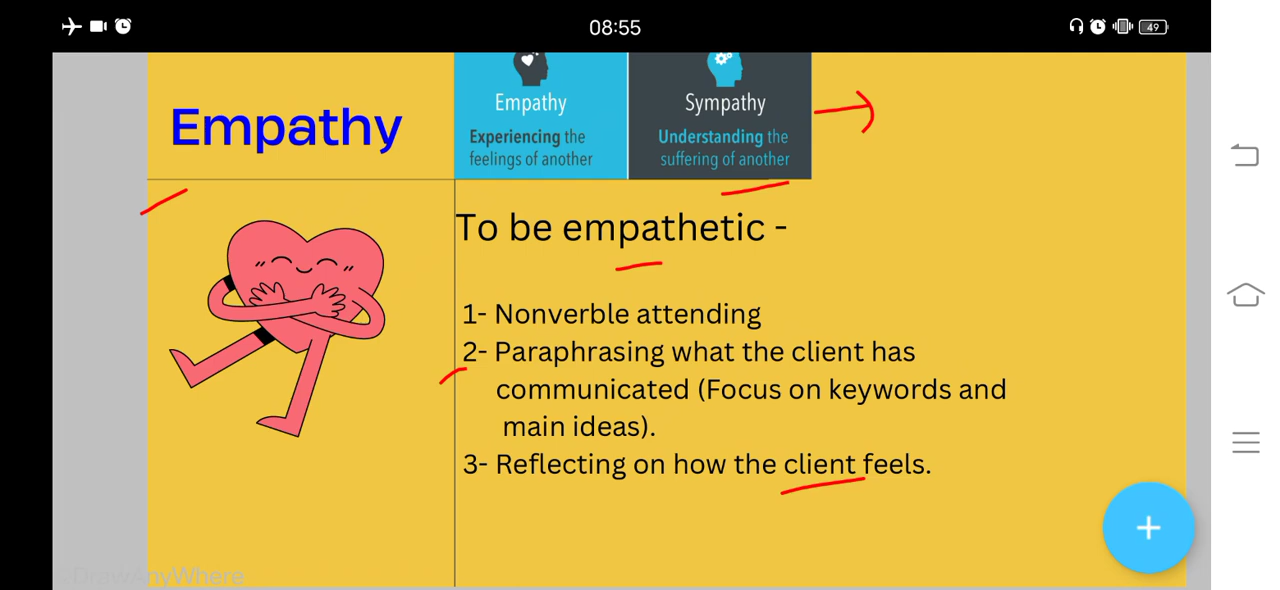 08:55
49
Empathy
Empathy
Experiencing the
feelings of another
Sympathy
Understanding the
suffering of another
To be empathetic -
1- Nonverble attending
2- Paraphrasing what the client has
communicated (Focus on keywords and
main ideas).
3- Reflecting on how the client feels.
DrawAnyWhere